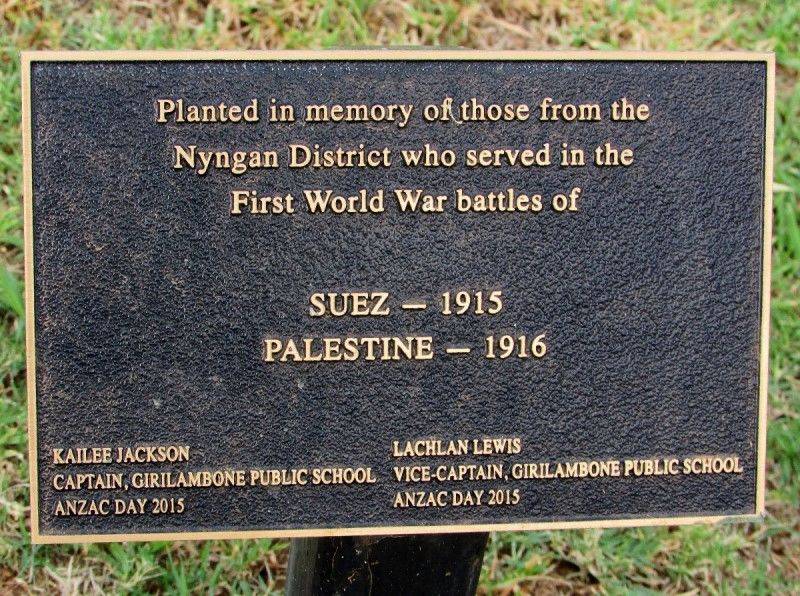 Planted in memory of those from the
Nyngan District who served in the
First World War battles of
SUEZ — 1915
PALESTINE — 1916
KAILEE JACKSON
CAPTAIN, GIRILAMBONE PUBLIC SCHOOL
ANZAC DAY 2015
LACHLAN LEWIS
VICE-CAPTAIN, GIRILAMBONE PUBLIC SCHOOL
ANZAC DAY 2015